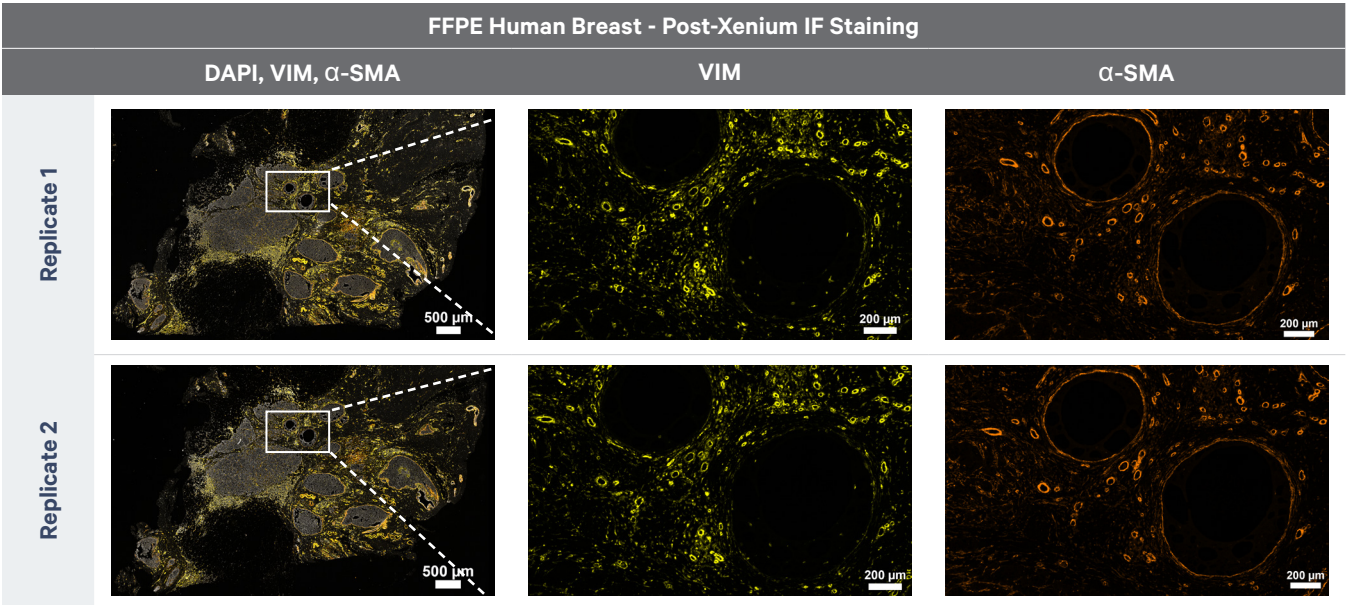 FFPE Human Breast - Post-Xenium IF Staining
DAPI, VIM, α-SMA
VIM
α-SMA
Replicate 1
500 µm
200 µm
200 µm
Replicate 2
500 µm
200 µm
200 µm